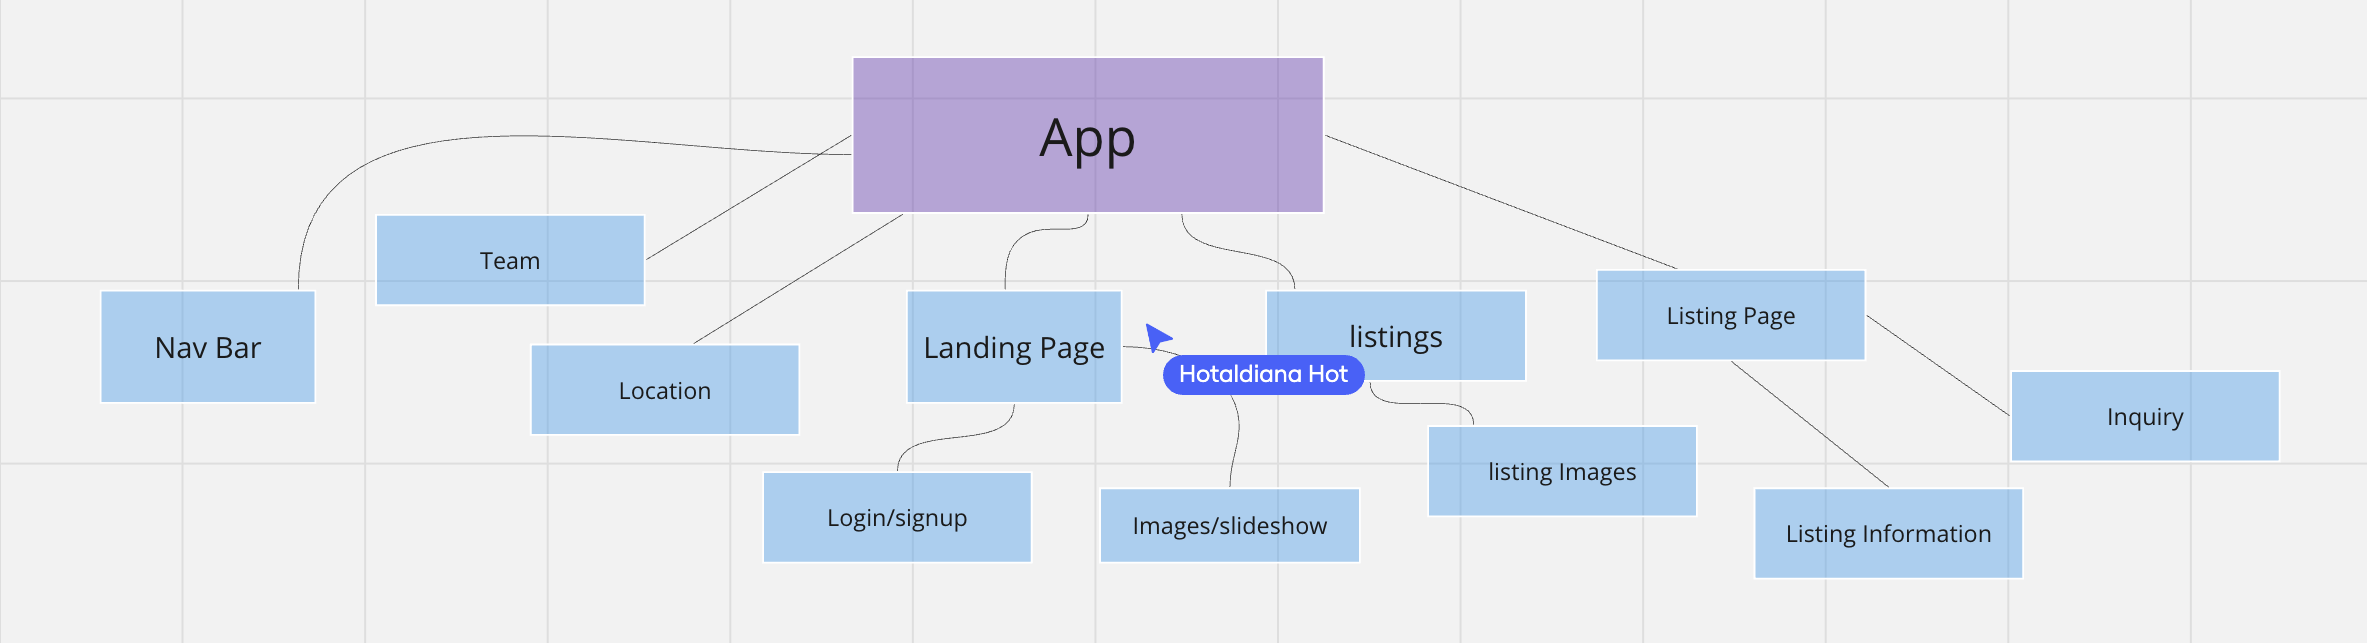 App
Team
Nav Bar
Location
Landing Page
listings
Listing Page
Hotaldiana Hot
Inquiry
listing Images
Login/signup
Images/slideshow
Listing Information